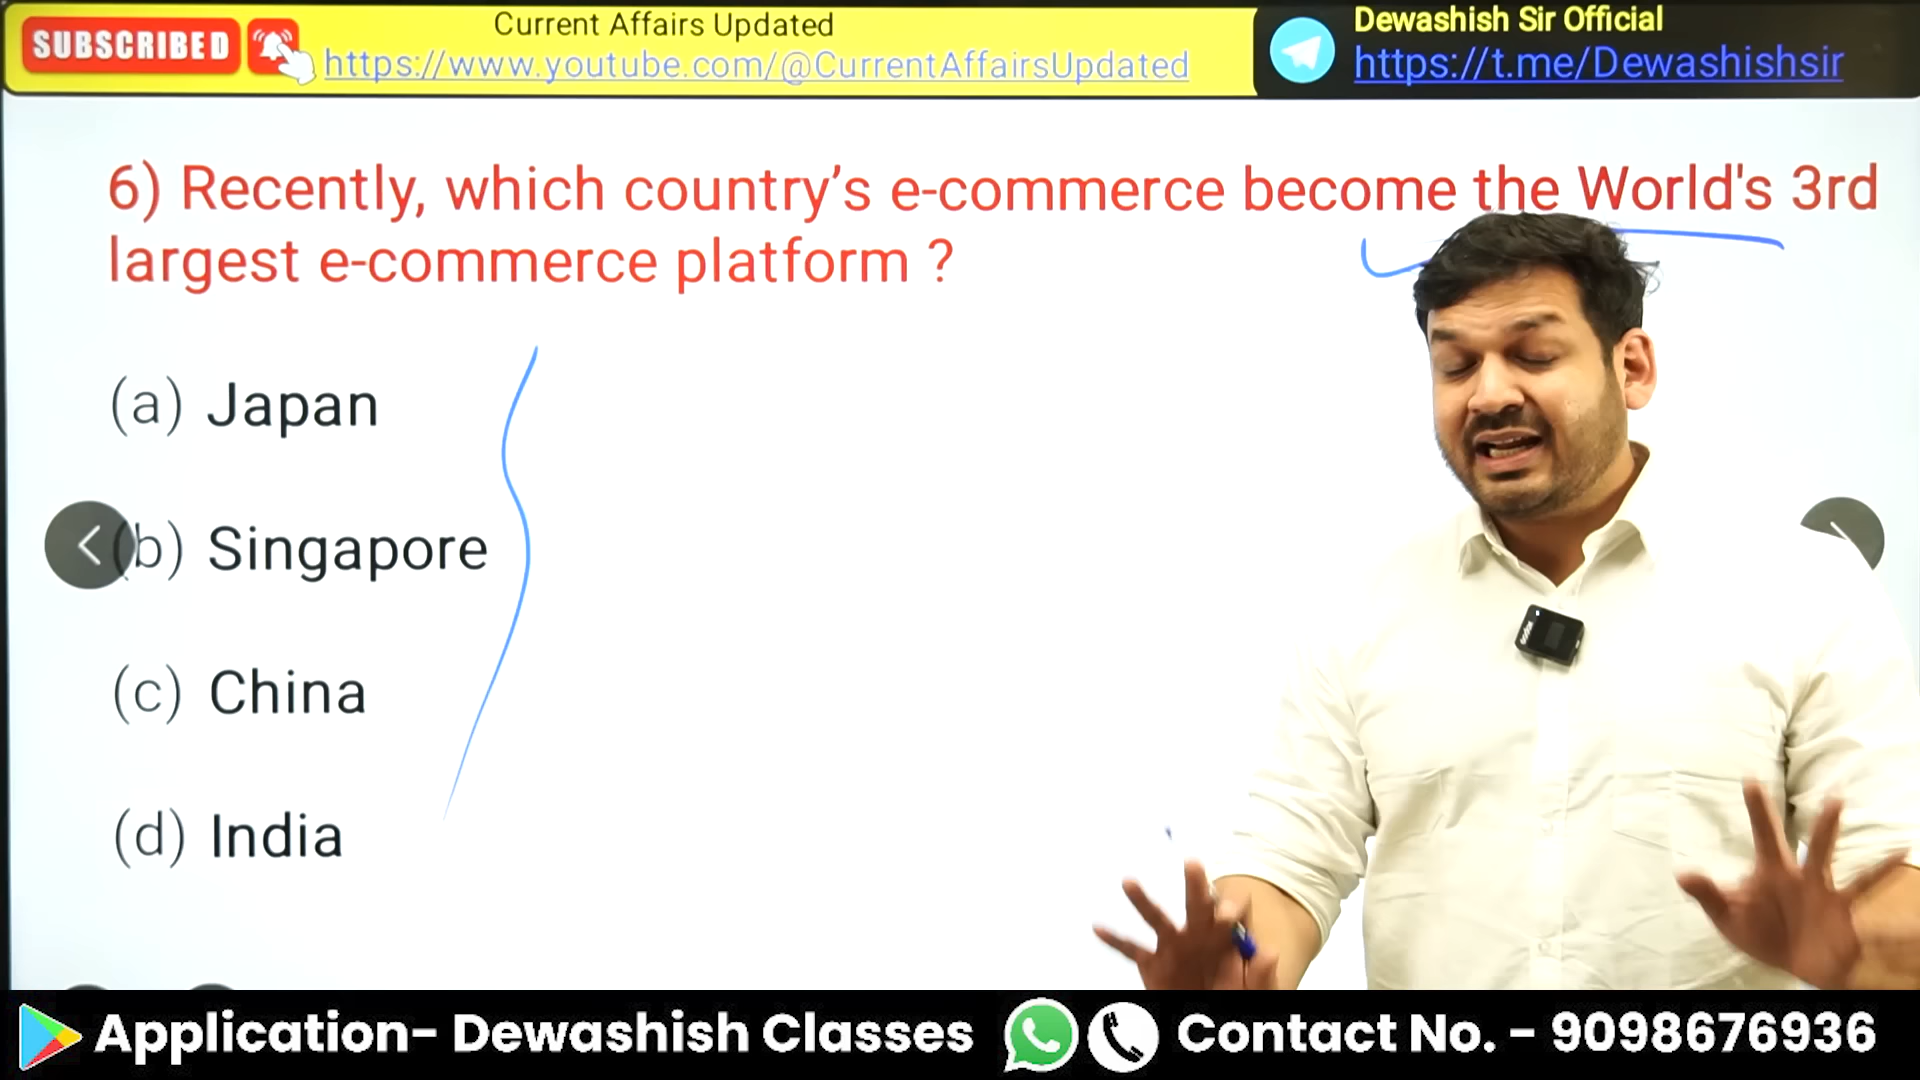 SUBSCRIBED
Current Affairs Updated
https://www.youtube.com/@CurrentAffairsUpdated
Dewashish Sir Official
https://t.me/Dewashishsir
6) Recently, which country's e-commerce become the World's 3rd
largest e-commerce platform ?
(a) Japan
(b) Singapore
(c) China
(d) India
Application- Dewashish Classes
Contact No. - 9098676936